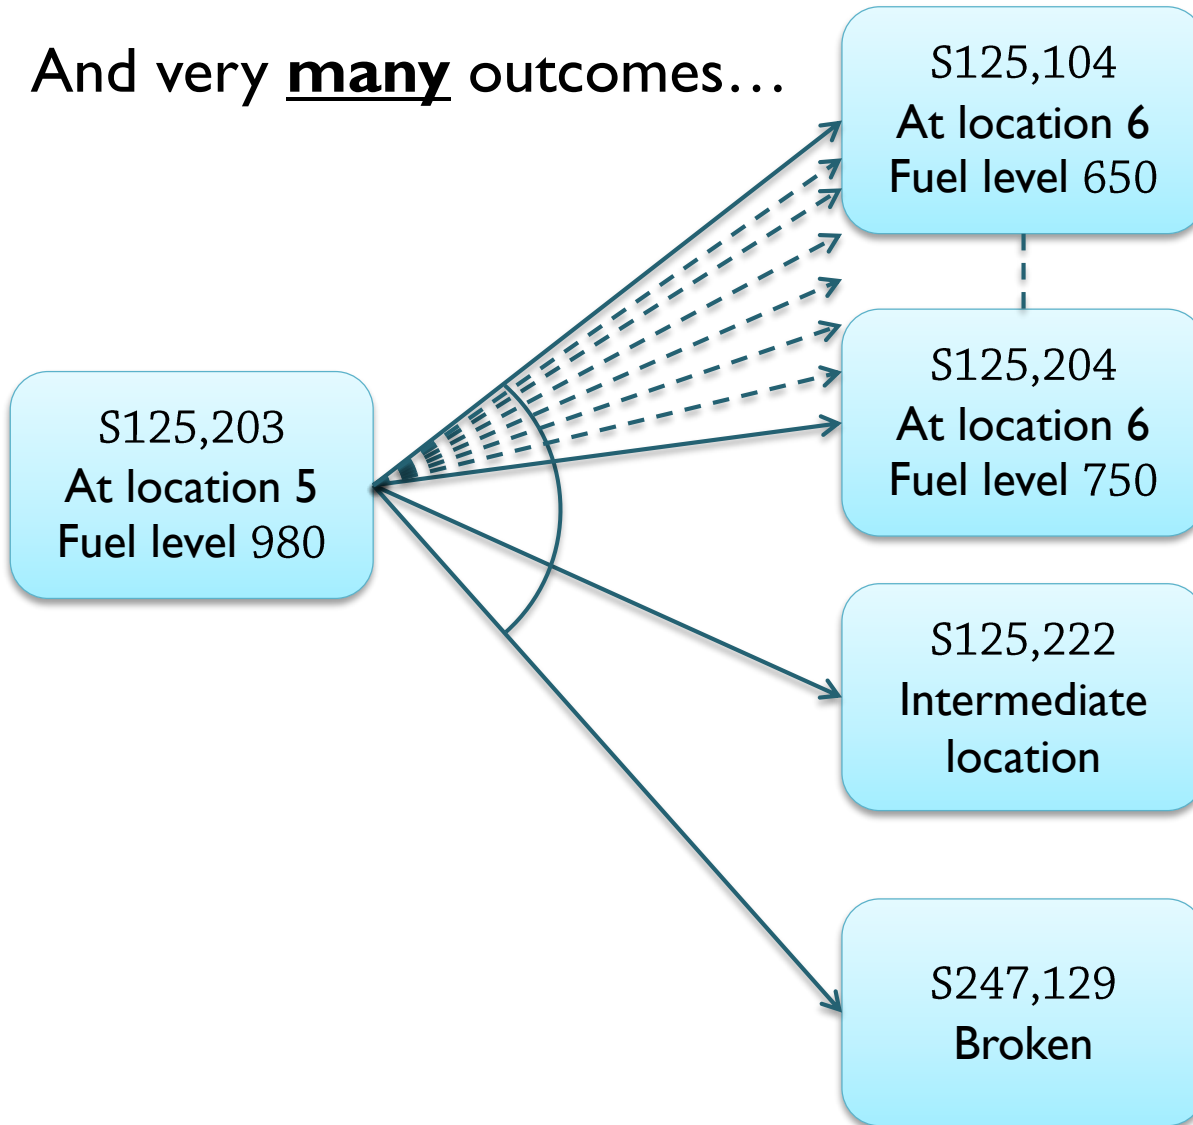 And very many outcomes…
S125,104
At location 6
Fuel level 650
S125,203
At location 5
Fuel level 980
S125,204
At location 6
Fuel level 750
S125,222
Intermediate
location
S247,129
Broken